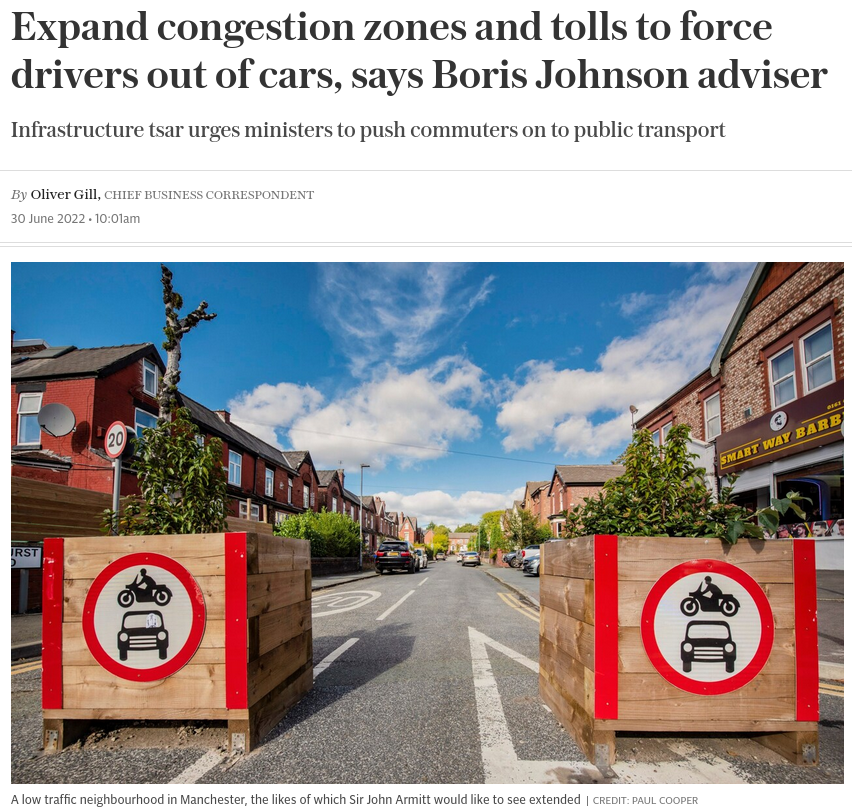 Expand congestion zones and tolls to force
drivers out of cars, says Boris Johnson adviser
Infrastructure tsar urges ministers to push commuters on to public transport
By Oliver Gill, CHIEF BUSINESS CORRESPONDENT
30 June 2022 • 10:01am
20
SMART WAY BARB
URST
20
A low traffic neighbourhood in Manchester, the likes of which Sir John Armitt would like to see extended | CREDIT: PAUL COOPER